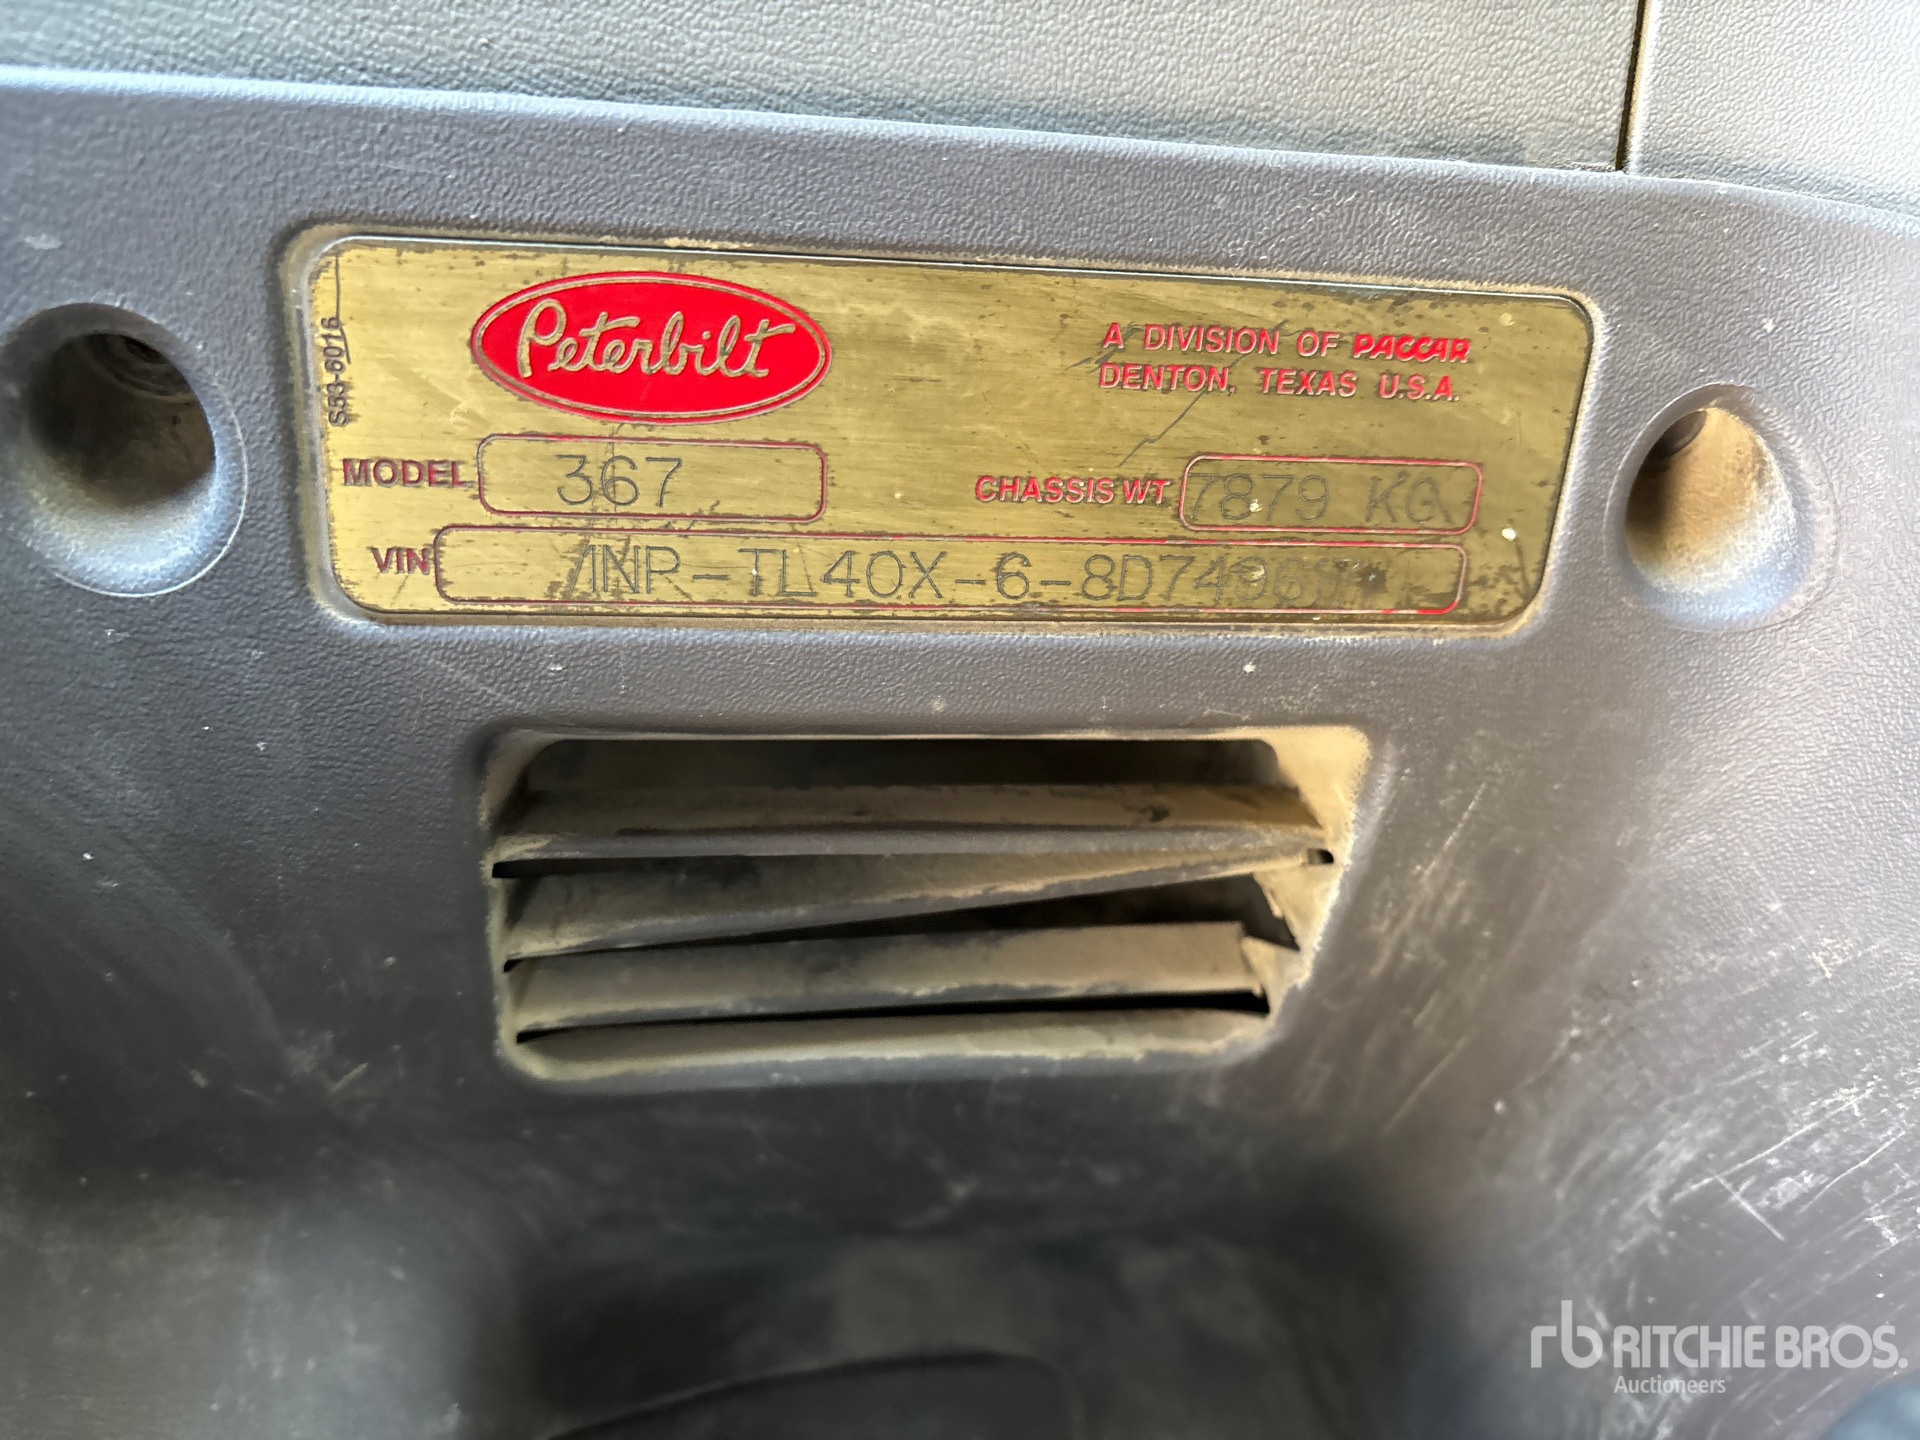 Peterbilt
A DIVISION OF PACCAR
DENTON, TEXAS U.S.A.
S53-6016
MODEL 367
CHASSIS WT 7879 KG
VIN 1NP-TL40X-6-8D7496
RITCHIE BROS.
Auctioneers